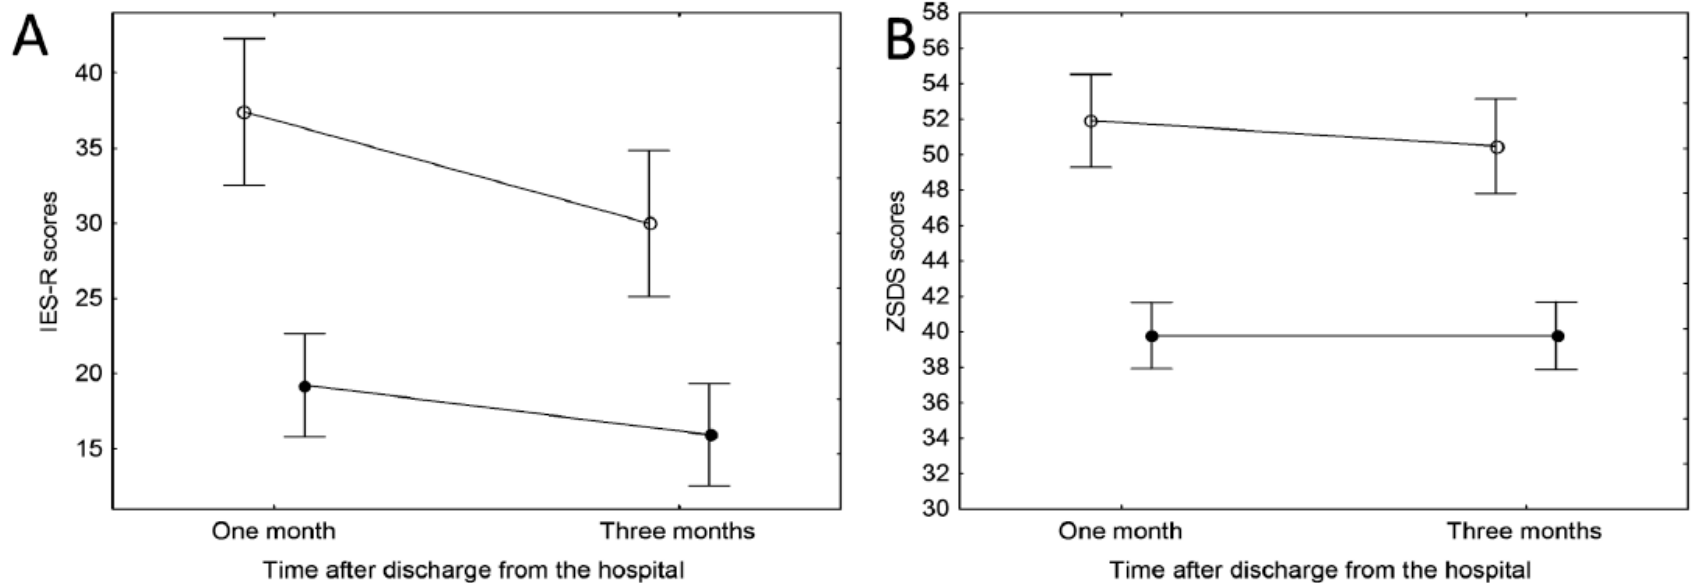 A
IES-R scores
40
35
30
25
20
15
One month
Three months
Time after discharge from the hospital
B
ZSDS scores
58
56
54
52
50
48
46
44
42
40
38
36
34
32
30
One month
Three months
Time after discharge from the hospital